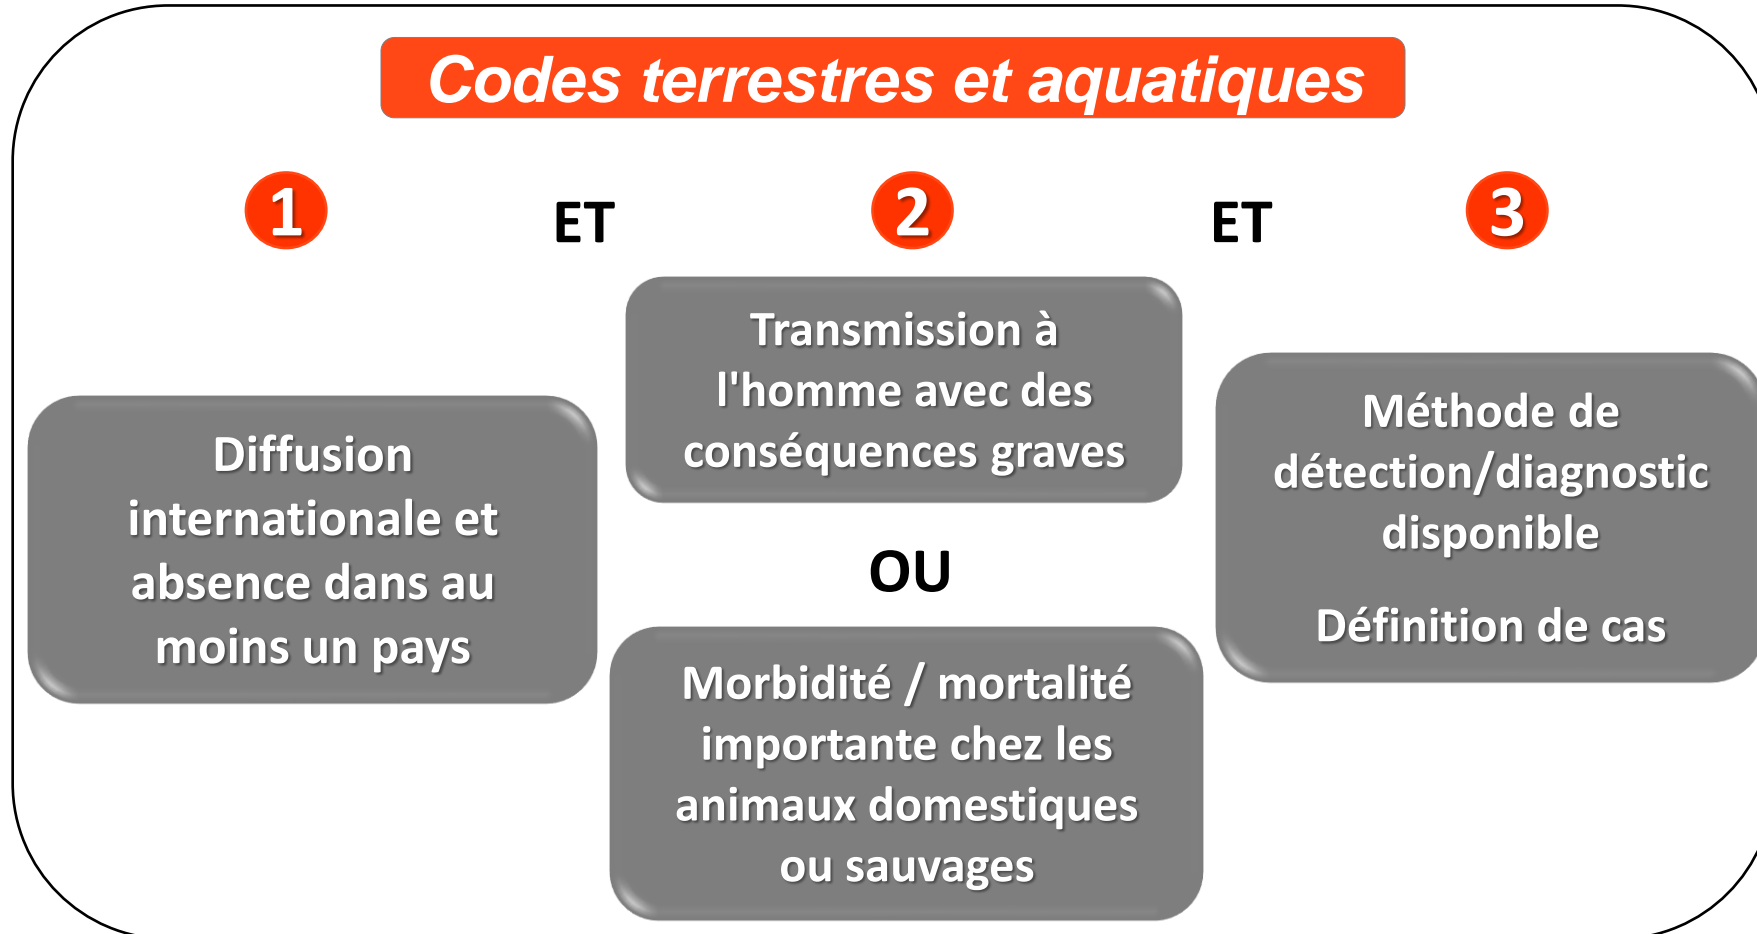 Codes terrestres et aquatiques
1
ET
2
ET
3
Diffusion
internationale et
absence dans au
moins un pays
Transmission à
l'homme avec des
conséquences graves
OU
Morbidité / mortalité
importante chez les
animaux domestiques
ou sauvages
Méthode de
détection/diagnostic
disponible
Définition de cas